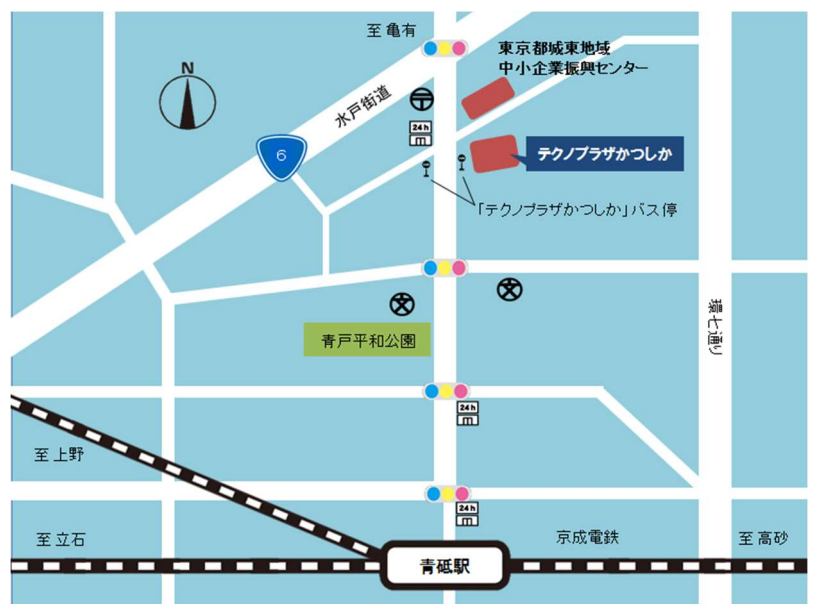 至亀有
東京都城東地域
中小企業振興センター
N
水戸街道
24h
6
テクノプラザかつしか
「テクノプラザかつしか」バス停
環七通り
青戸平和公園
24h
至上野
24h
至立石
京成電鉄
至高砂
青砥駅